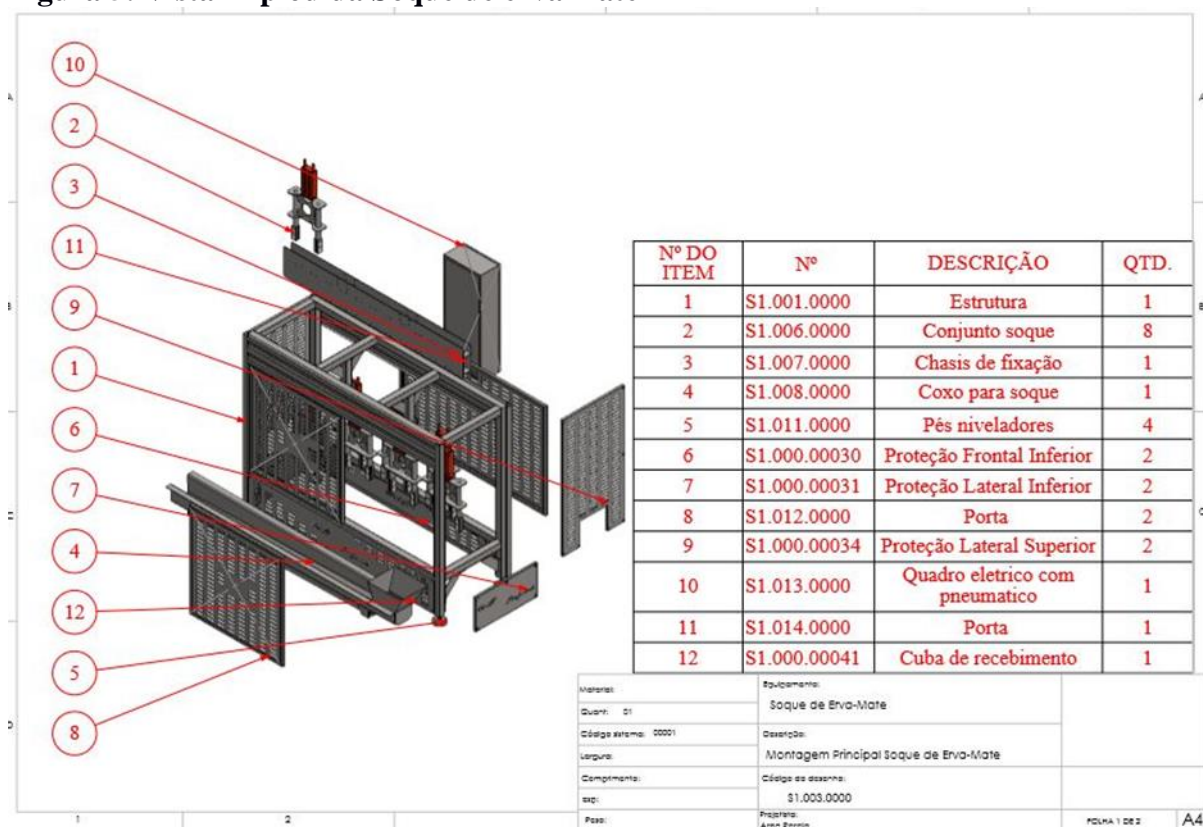 10
2
3
11
9
1
6
7
4
12
5
8
Nº DO ITEM Nº DESCRIÇÃO QTD.
1 S1.001.0000 Estrutura 1
2 S1.006.0000 Conjunto soque 8
3 S1.007.0000 Chasis de fixação 1
4 S1.008.0000 Coxo para soque 1
5 S1.011.0000 Pés niveladores 4
6 S1.000.00030 Proteção Frontal Inferior 2
7 S1.000.00031 Proteção Lateral Inferior 2
8 S1.012.0000 Porta 2
9 S1.000.00034 Proteção Lateral Superior 2
10 S1.013.0000 Quadro eletrico com pneumatico 1
11 S1.014.0000 Porta 1
12 S1.000.00041 Cuba de recebimento 1
Material:
Equipamento:
Soque de Erva-Mate
Quant: 01
Código sistema: 00001
Descrição:
Montagem Principal Soque de Erva-Mate
Largura:
Comprimento:
Código do desenho:
S1.003.0000
Esp:
Peso:
Projetista:
FOLHA 1 DE 2
A4
1 2